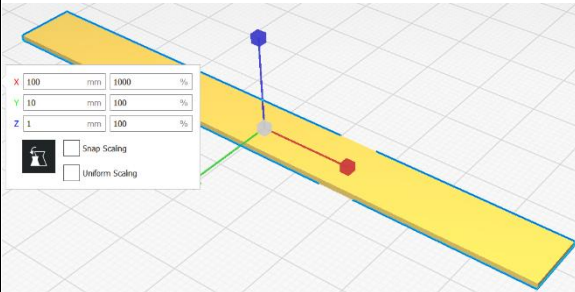 X 100 mm 1000 %
Y 10 mm 100 %
Z 1 mm 100 %
Snap Scaling
Uniform Scaling